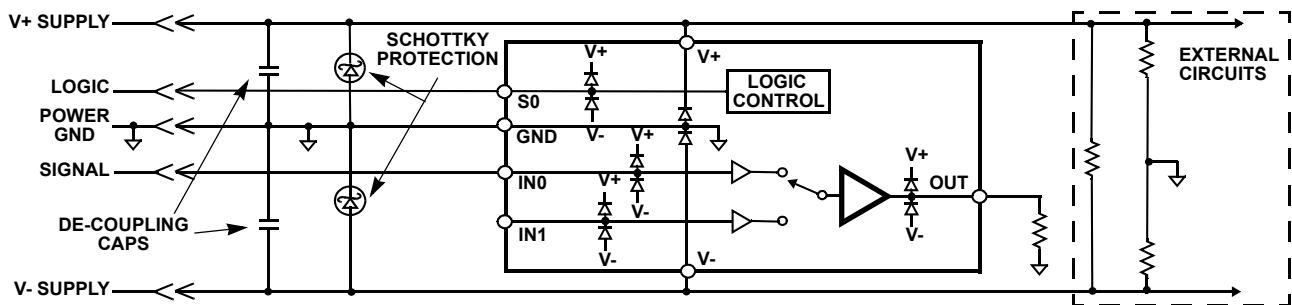 V+ SUPPLY
LOGIC
POWER
GND
SIGNAL
DE-COUPLING
CAPS
V- SUPPLY
SCHOTTKY
PROTECTION
S0
GND
IN0
IN1
V+
V-
V+
V-
V+
V-
V+
LOGIC
CONTROL
V+
V-
OUT
V-
EXTERNAL
CIRCUITS